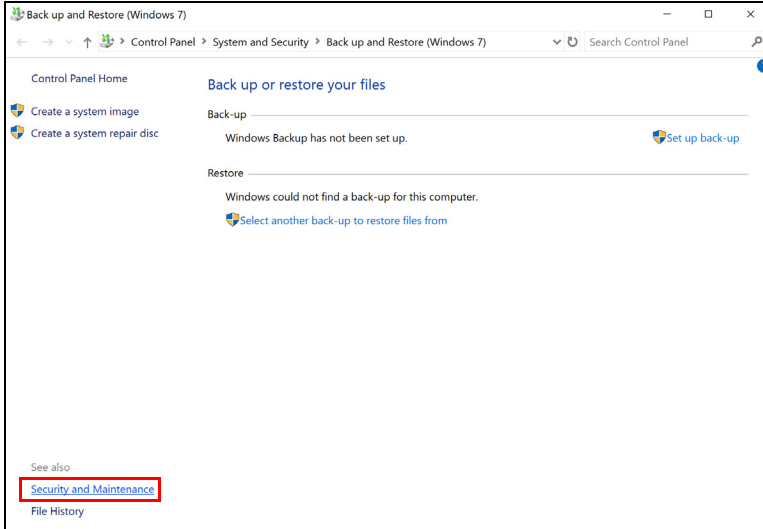 Back up and Restore (Windows 7)
Control Panel > System and Security > Back up and Restore (Windows 7)
Search Control Panel
Control Panel Home
Create a system image
Create a system repair disc
Back up or restore your files
Back-up
Windows Backup has not been set up.
Set up back-up
Restore
Windows could not find a back-up for this computer.
Select another back-up to restore files from
See also
Security and Maintenance
File History